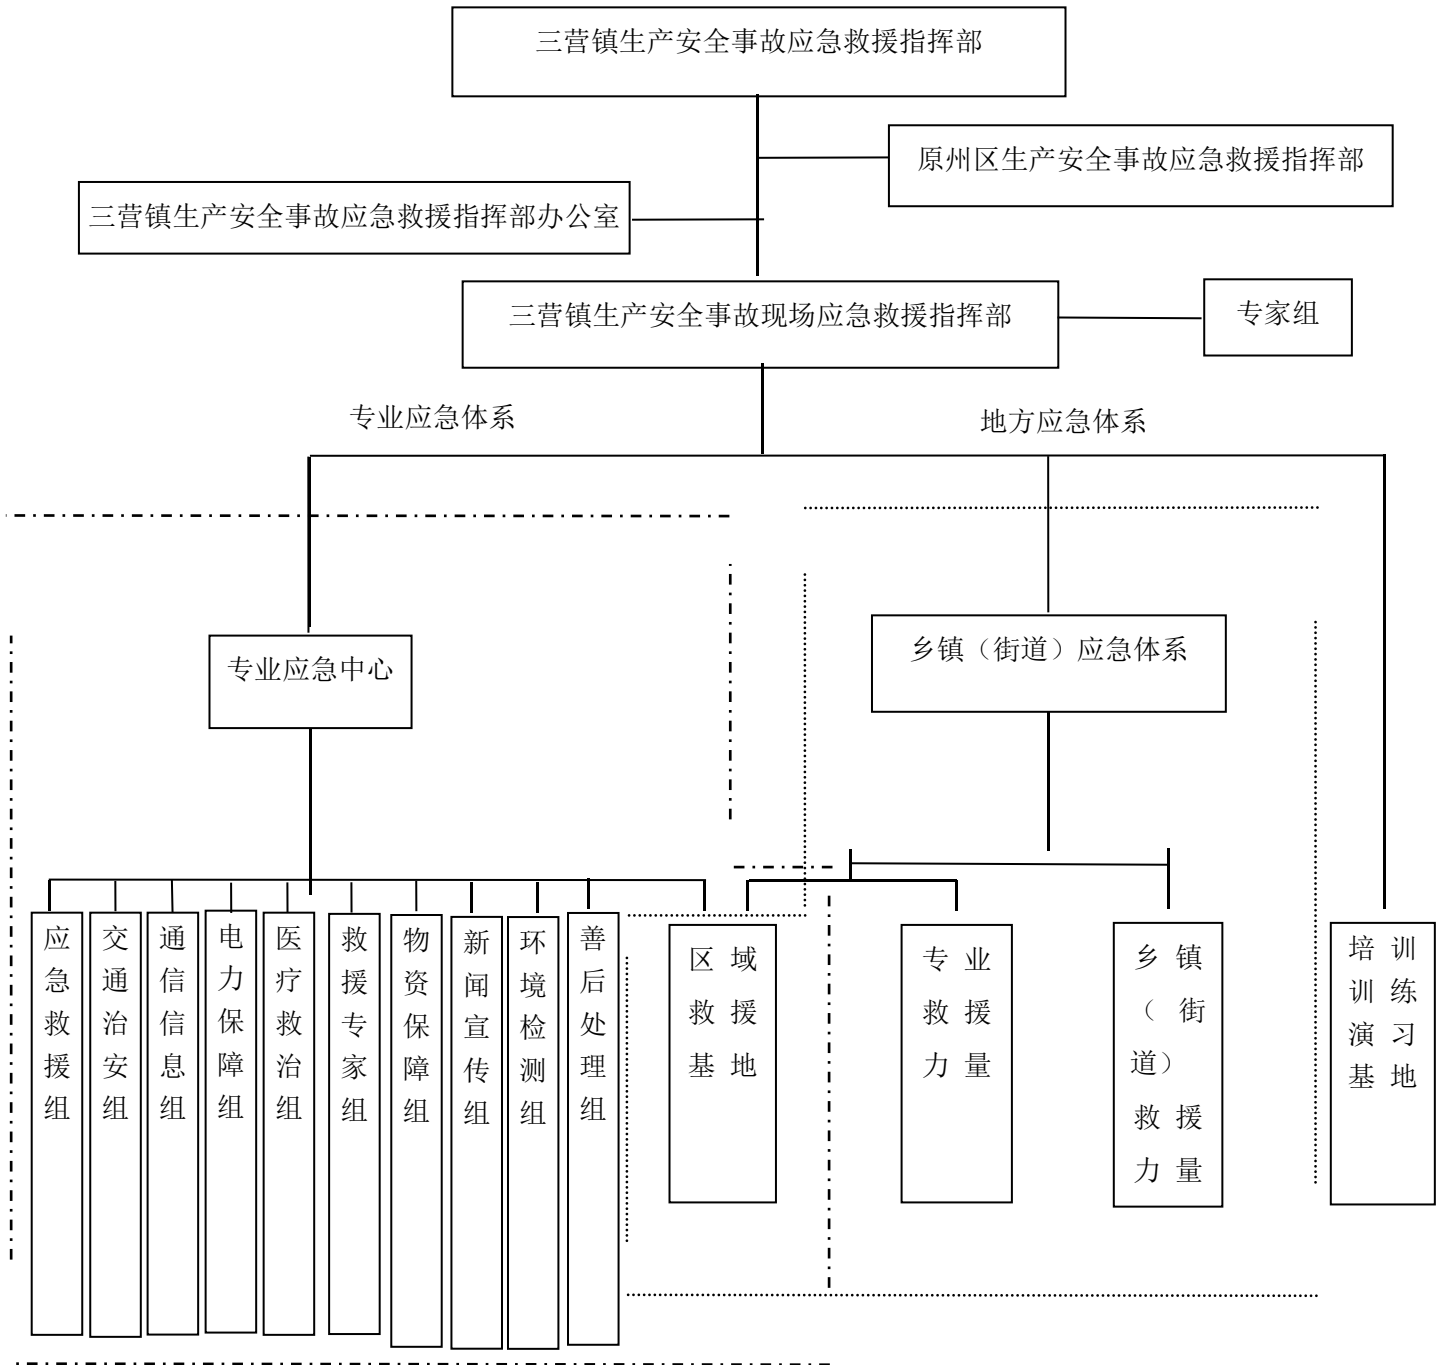 三营镇生产安全事故应急救援指挥部
原州区生产安全事故应急救援指挥部
三营镇生产安全事故应急救援指挥部办公室
三营镇生产安全事故现场应急救援指挥部
专家组
专业应急体系
地方应急体系
专业应急中心
乡镇（街道）应急体系
应急救援组
交通治安组
通信信息组
电力保障组
医疗救治组
救援专家组
物资保障组
新闻宣传组
环境检测组
善后处理组
区域
救援
基地
专业
救援
力量
乡镇
（街
道）
救援
力量
培训
训练
演习
基地